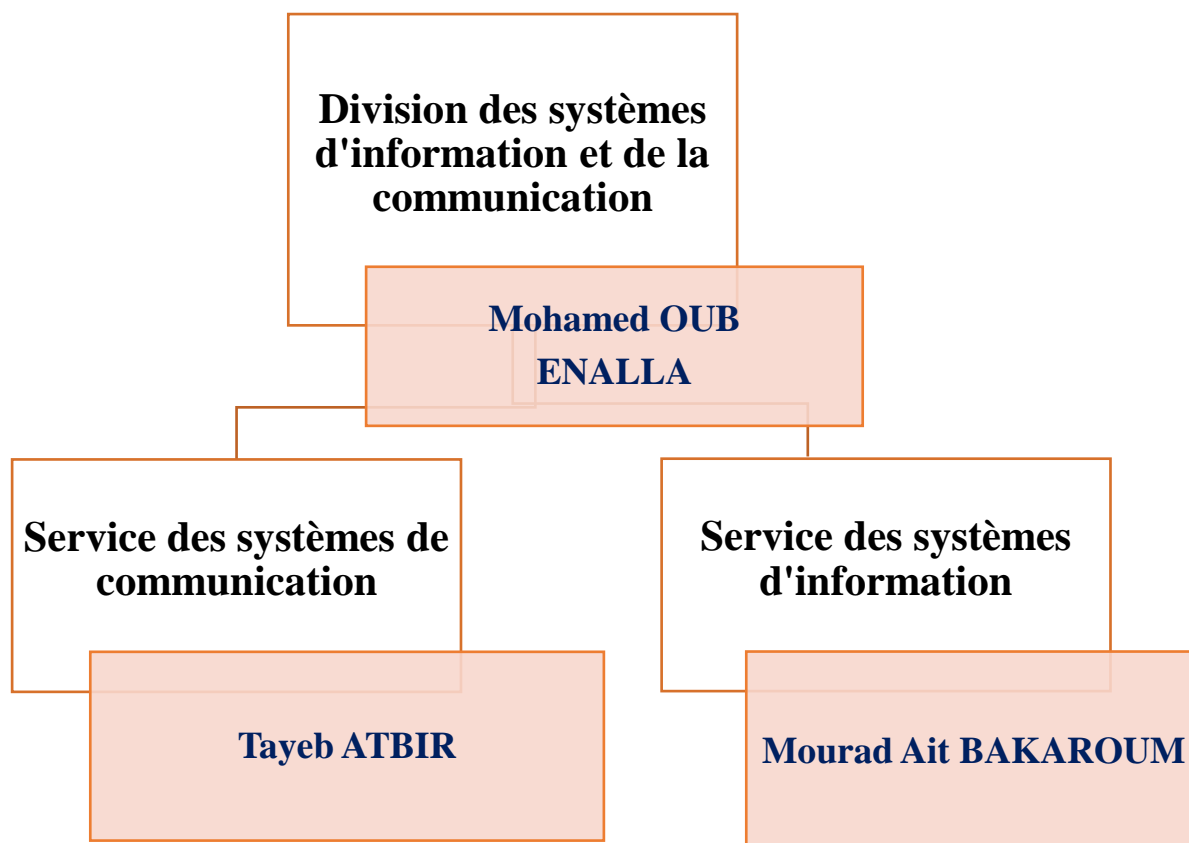 Division des systèmes
d'information et de la
communication
Mohamed OUB
ENALLA
Service des systèmes de
communication
Tayeb ATBIR
Service des systèmes
d'information
Mourad Ait BAKAROUM